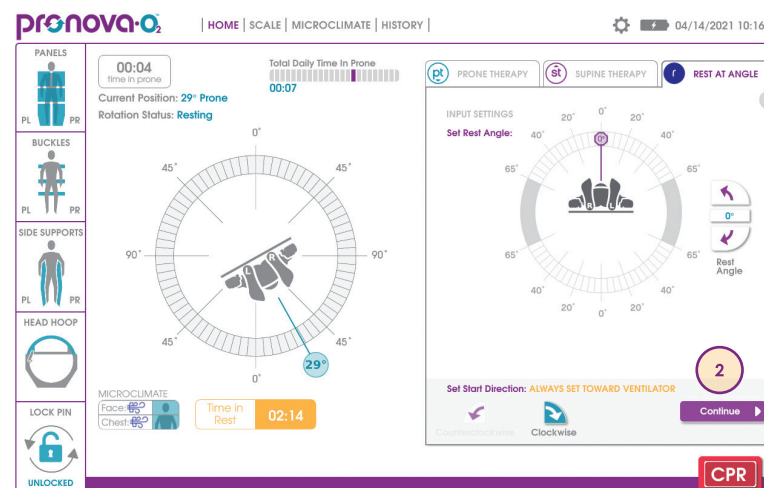 pronova·O2
HOME | SCALE | MICROCLIMATE | HISTORY |
04/14/2021 10:16
PANELS
PL PR
BUCKLES
PL PR
SIDE SUPPORTS
PL PR
HEAD HOOP
LOCK PIN
UNLOCKED
00:04
time in prone
Total Daily Time In Prone
00:07
Current Position: 29° Prone
Rotation Status: Resting
0°
45° 45°
90° 90°
L R
45° 45°
29°
0°
MICROCLIMATE
Face:
Chest:
Time in
Rest
02:14
pt PRONE THERAPY
st SUPINE THERAPY
r REST AT ANGLE
INPUT SETTINGS
Set Rest Angle:
0°
20° 20°
40° 40°
0°
65° 65°
R L
0°
65° 65°
Rest
Angle
40° 40°
20° 20°
0°
2
Set Start Direction: ALWAYS SET TOWARD VENTILATOR
Continue
Counterclockwise Clockwise
CPR